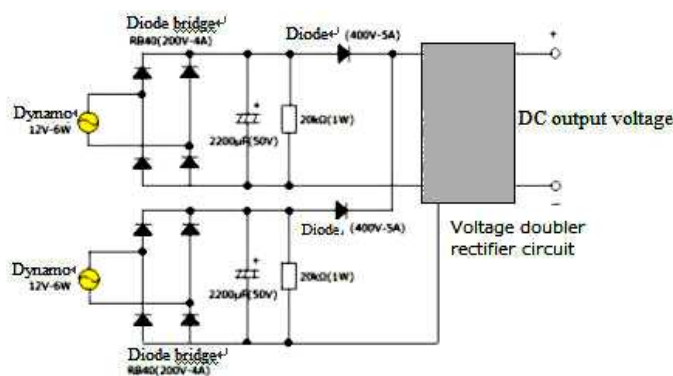 Diode bridge↵
RB40(200V-4A)
Diode↵ (400V-5A)
+
Dynamo↵
12V-6W
+
2200μF(50V)
20kΩ(1W)
DC output voltage
−
Diode↵ (400V-5A)
Voltage doubler
rectifier circuit
Dynamo↵
12V-6W
+
2200μF(50V)
20kΩ(1W)
Diode bridge↵
RB40(200V-4A)